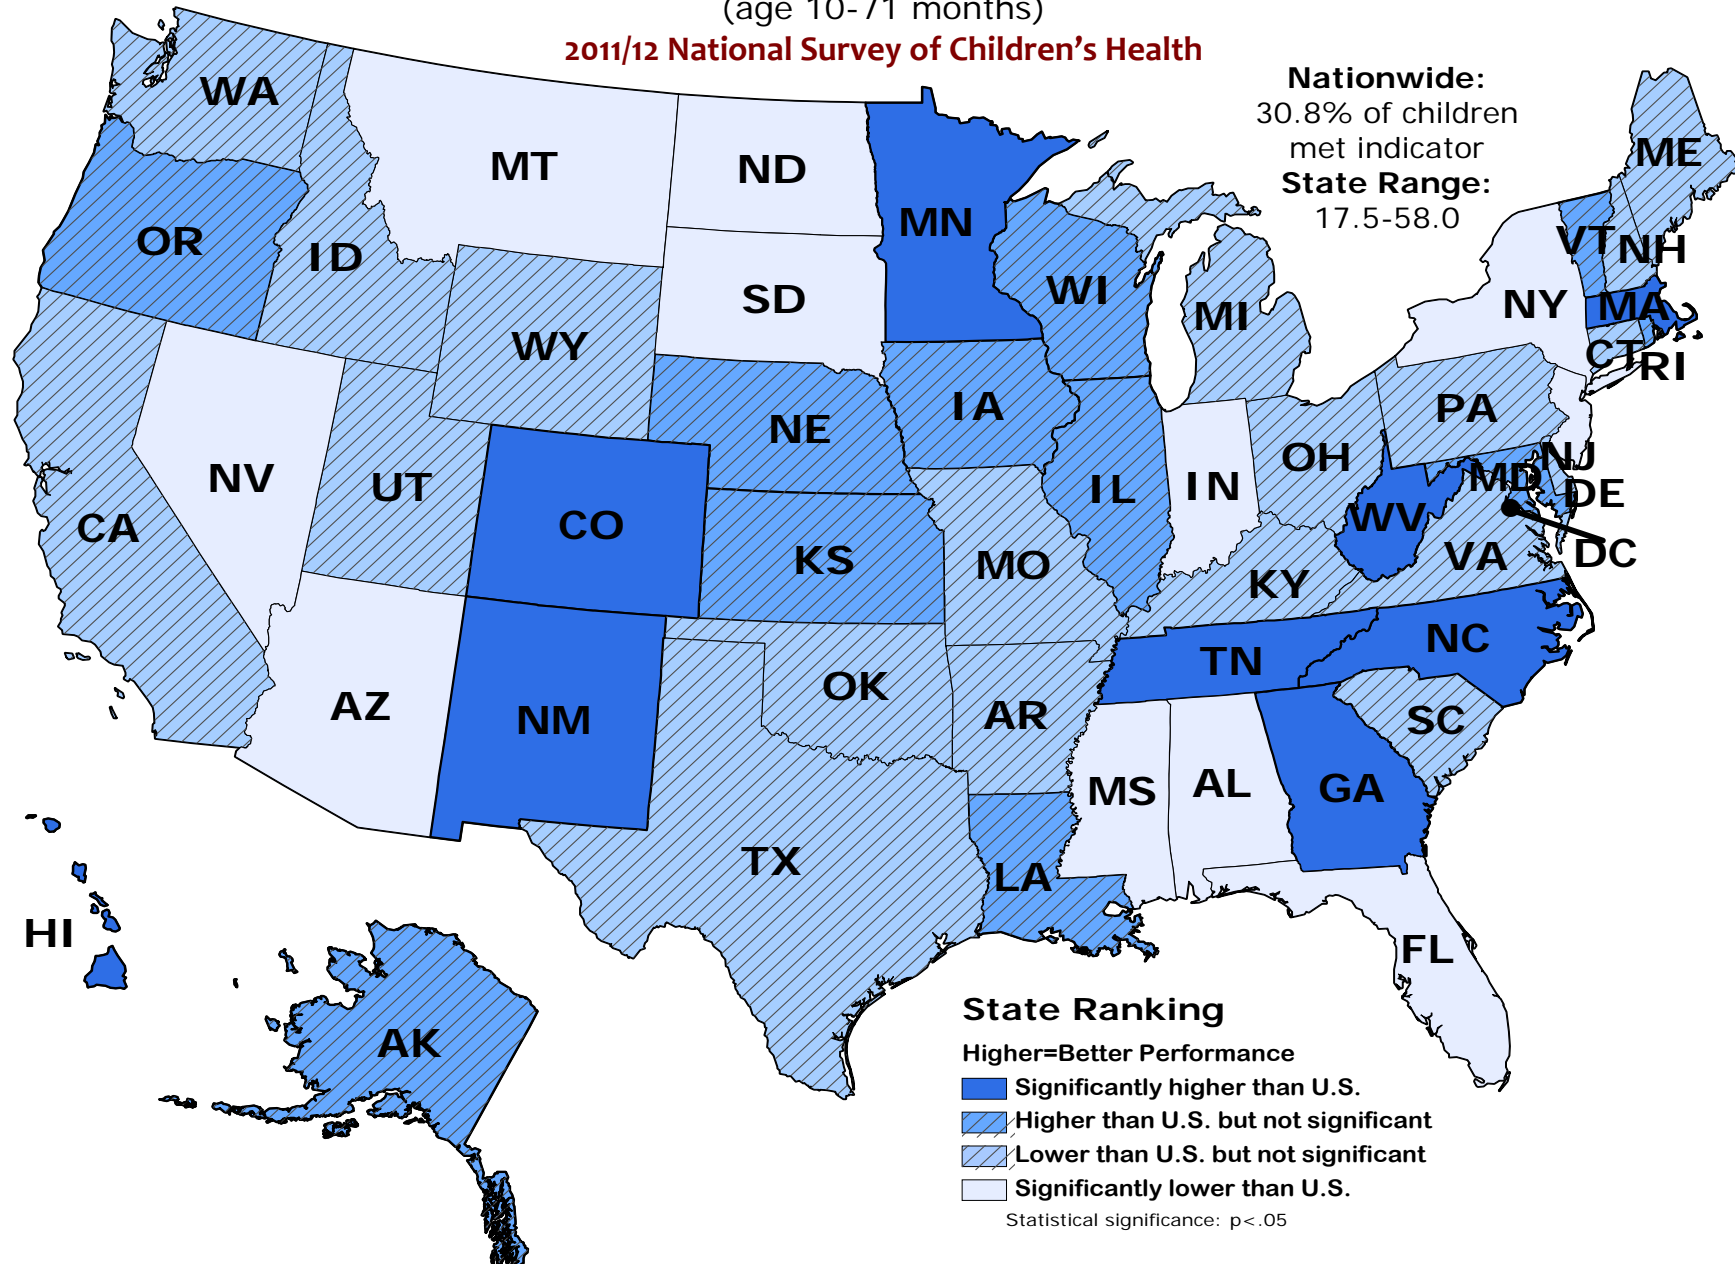 (age 10-71 months)
2011/12 National Survey of Children's Health
Nationwide:
30.8% of children
met indicator
State Range:
17.5-58.0
WA
MT
ND
MN
ME
OR
ID
SD
WI
MI
VT
NH
NY
MA
WY
CT
RI
NE
IA
PA
NV
UT
CO
IL
IN
OH
NJ
MD
DE
CA
KS
MO
WV
VA
DC
KY
NC
TN
AZ
NM
OK
AR
SC
MS
AL
GA
TX
LA
HI
FL
AK
State Ranking
Higher=Better Performance
Significantly higher than U.S.
Higher than U.S. but not significant
Lower than U.S. but not significant
Significantly lower than U.S.
Statistical significance: p<.05